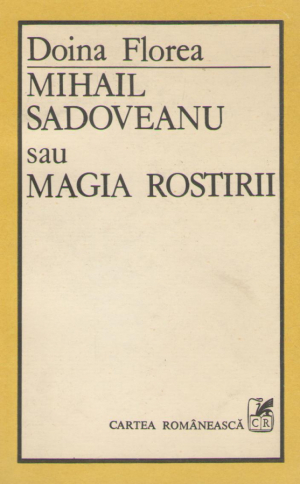 Doina Florea
MIHAIL
SADOVEANU
sau
MAGIA ROSTIRII
CARTEA ROMÂNEASCĂ
CR